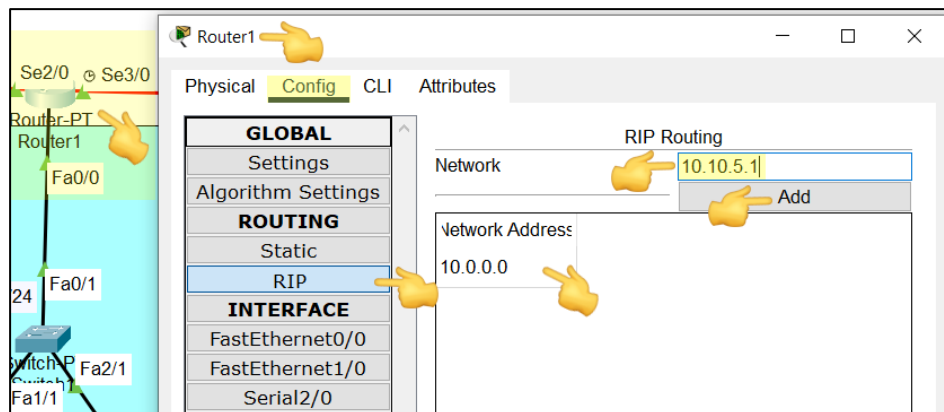 Router1
Physical Config CLI Attributes
Se2/0 Se3/0
Router-PT
Router1
Fa0/0
Fa0/1
24
Fa2/1
Fa1/1
GLOBAL
Settings
Algorithm Settings
ROUTING
Static
RIP
INTERFACE
FastEthernet0/0
FastEthernet1/0
Serial2/0
RIP Routing
Network 10.10.5.1
Add
Network Address
10.0.0.0